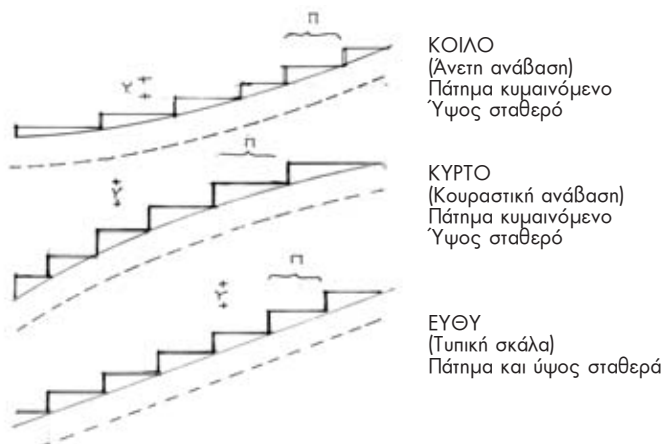 Π
Υ
ΚΟΙΛΟ
(Άνετη ανάβαση)
Πάτημα κυμαινόμενο
Ύψος σταθερό
Π
Υ
ΚΥΡΤΟ
(Κουραστική ανάβαση)
Πάτημα κυμαινόμενο
Ύψος σταθερό
Π
Υ
ΕΥΘΥ
(Τυπική σκάλα)
Πάτημα και ύψος σταθερά